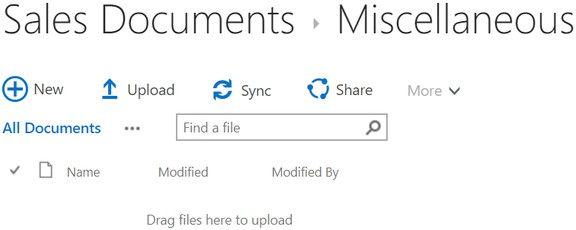 Sales Documents ▸ Miscellaneous
New Upload Sync Share More
All Documents ••• Find a file
Name Modified Modified By
Drag files here to upload